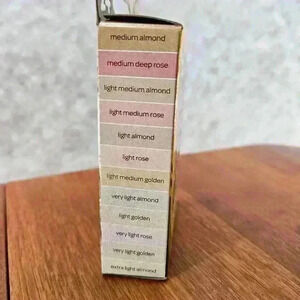 medium almond
medium deep rose
light medium almond
light medium rose
light almond
light rose
light medium golden
very light almond
light golden
very light rose
very light golden
extra light almond